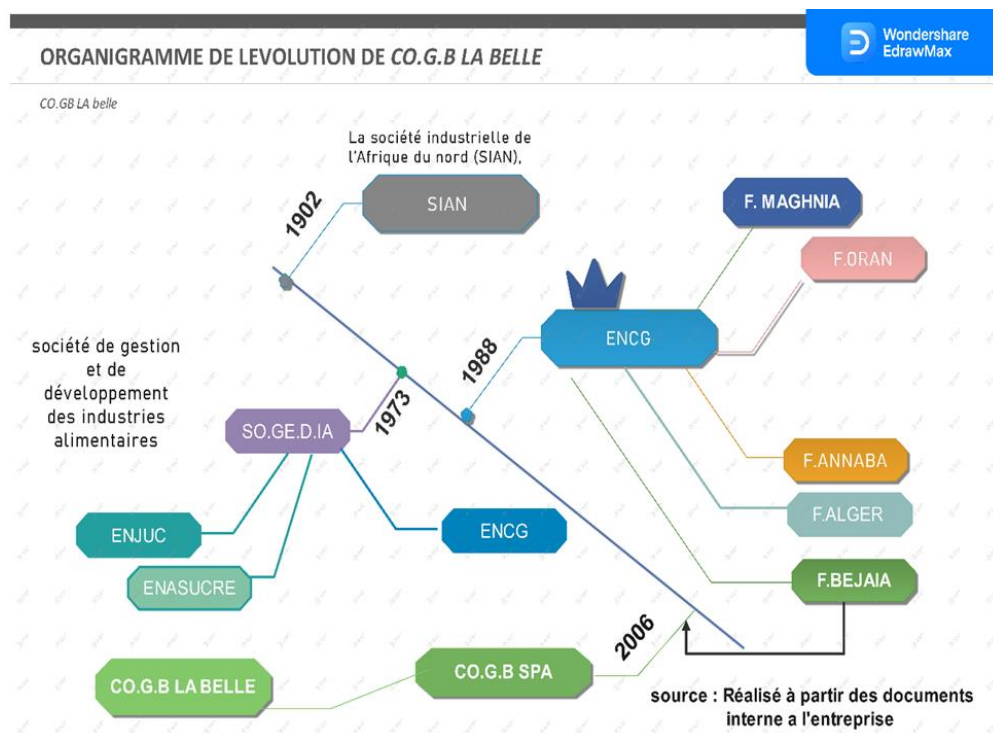 Wondershare
EdrawMax
ORGANIGRAMME DE LEVOLUTION DE CO.G.B LA BELLE
CO.GB LA belle
La société industrielle de
l'Afrique du nord (SIAN),
1902
SIAN
F. MAGHNIA
F.ORAN
société de gestion
et de
développement
des industries
alimentaires
1988
ENCG
1973
SO.GE.D.IA
F.ANNABA
F.ALGER
ENJUC
ENCG
ENASUCRE
F.BEJAIA
2006
CO.G.B LA BELLE
CO.G.B SPA
source : Réalisé à partir des documents
interne a l'entreprise